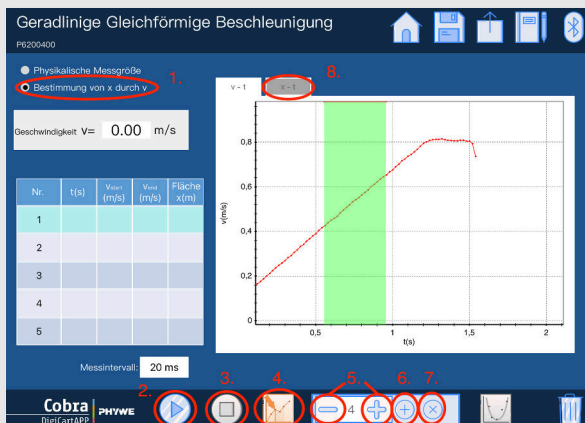 Geradlinige Gleichförmige Beschleunigung
P6200400
Physikalische Messgröße
1.
Bestimmung von x durch v
8.
v - t
x - t
Geschwindigkeit v= 0.00 m/s
Nr. t(s) Vstart (m/s) Vend (m/s) Fläche x(m)
1
2
3
4
5
v(m/s)
0,8
0,6
0,4
0,2
0
0,5 1 1,5 2
t(s)
Messintervall: 20 ms
2. 3. 4. 5. 6. 7.
4
Cobra PHYWE
DigiCartAPP